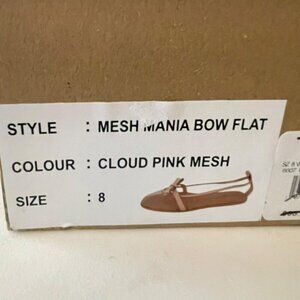 STYLE : MESH MANIA BOW FLAT
COLOUR : CLOUD PINK MESH
SIZE : 8